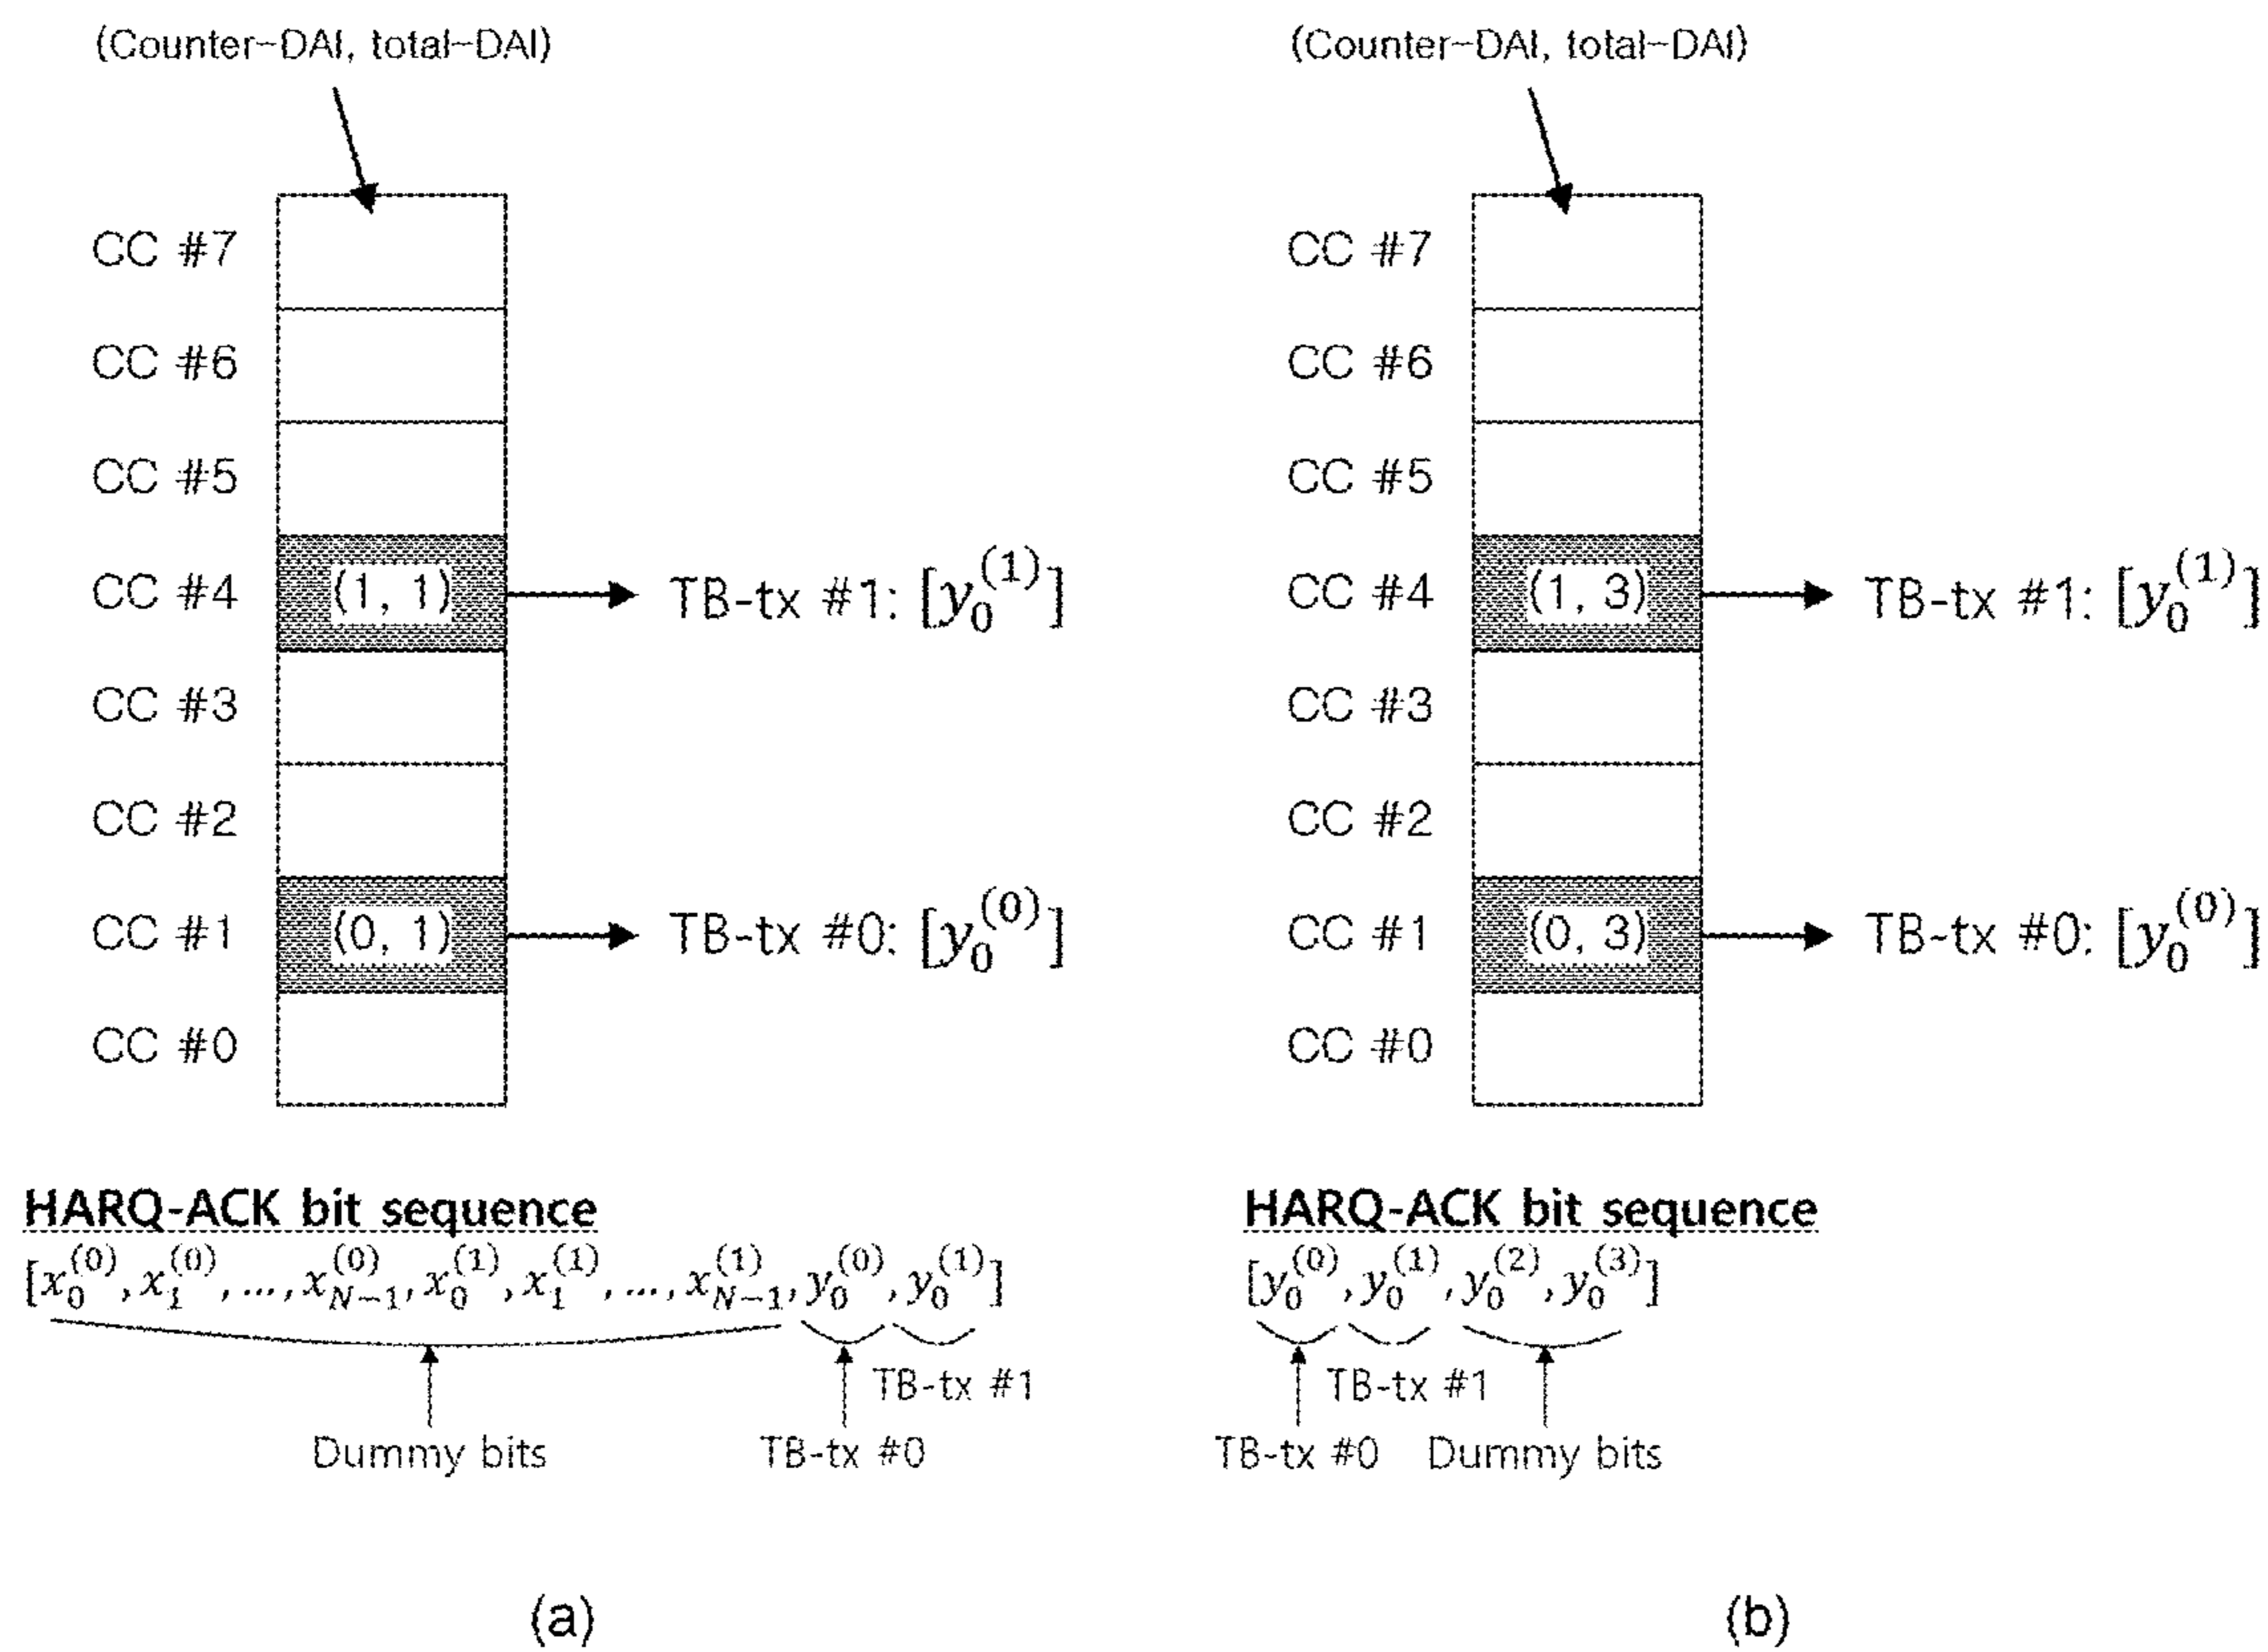 (Counter-DAI, total-DAI)
CC #7
CC #6
CC #5
CC #4 (1, 1) TB-tx #1: [y_0^{(1)}]
CC #3
CC #2
CC #1 (0, 1) TB-tx #0: [y_0^{(0)}]
CC #0
HARQ-ACK bit sequence
[x_0^{(0)}, x_1^{(0)}, ..., x_{N-1}^{(0)}, x_0^{(1)}, x_1^{(1)}, ..., x_{N-1}^{(1)}, y_0^{(0)}, y_0^{(1)}]
TB-tx #1
Dummy bits TB-tx #0
(a)
(Counter-DAI, total-DAI)
CC #7
CC #6
CC #5
CC #4 (1, 3) TB-tx #1: [y_0^{(1)}]
CC #3
CC #2
CC #1 (0, 3) TB-tx #0: [y_0^{(0)}]
CC #0
HARQ-ACK bit sequence
[y_0^{(0)}, y_0^{(1)}, y_0^{(2)}, y_0^{(3)}]
TB-tx #1
TB-tx #0 Dummy bits
(b)